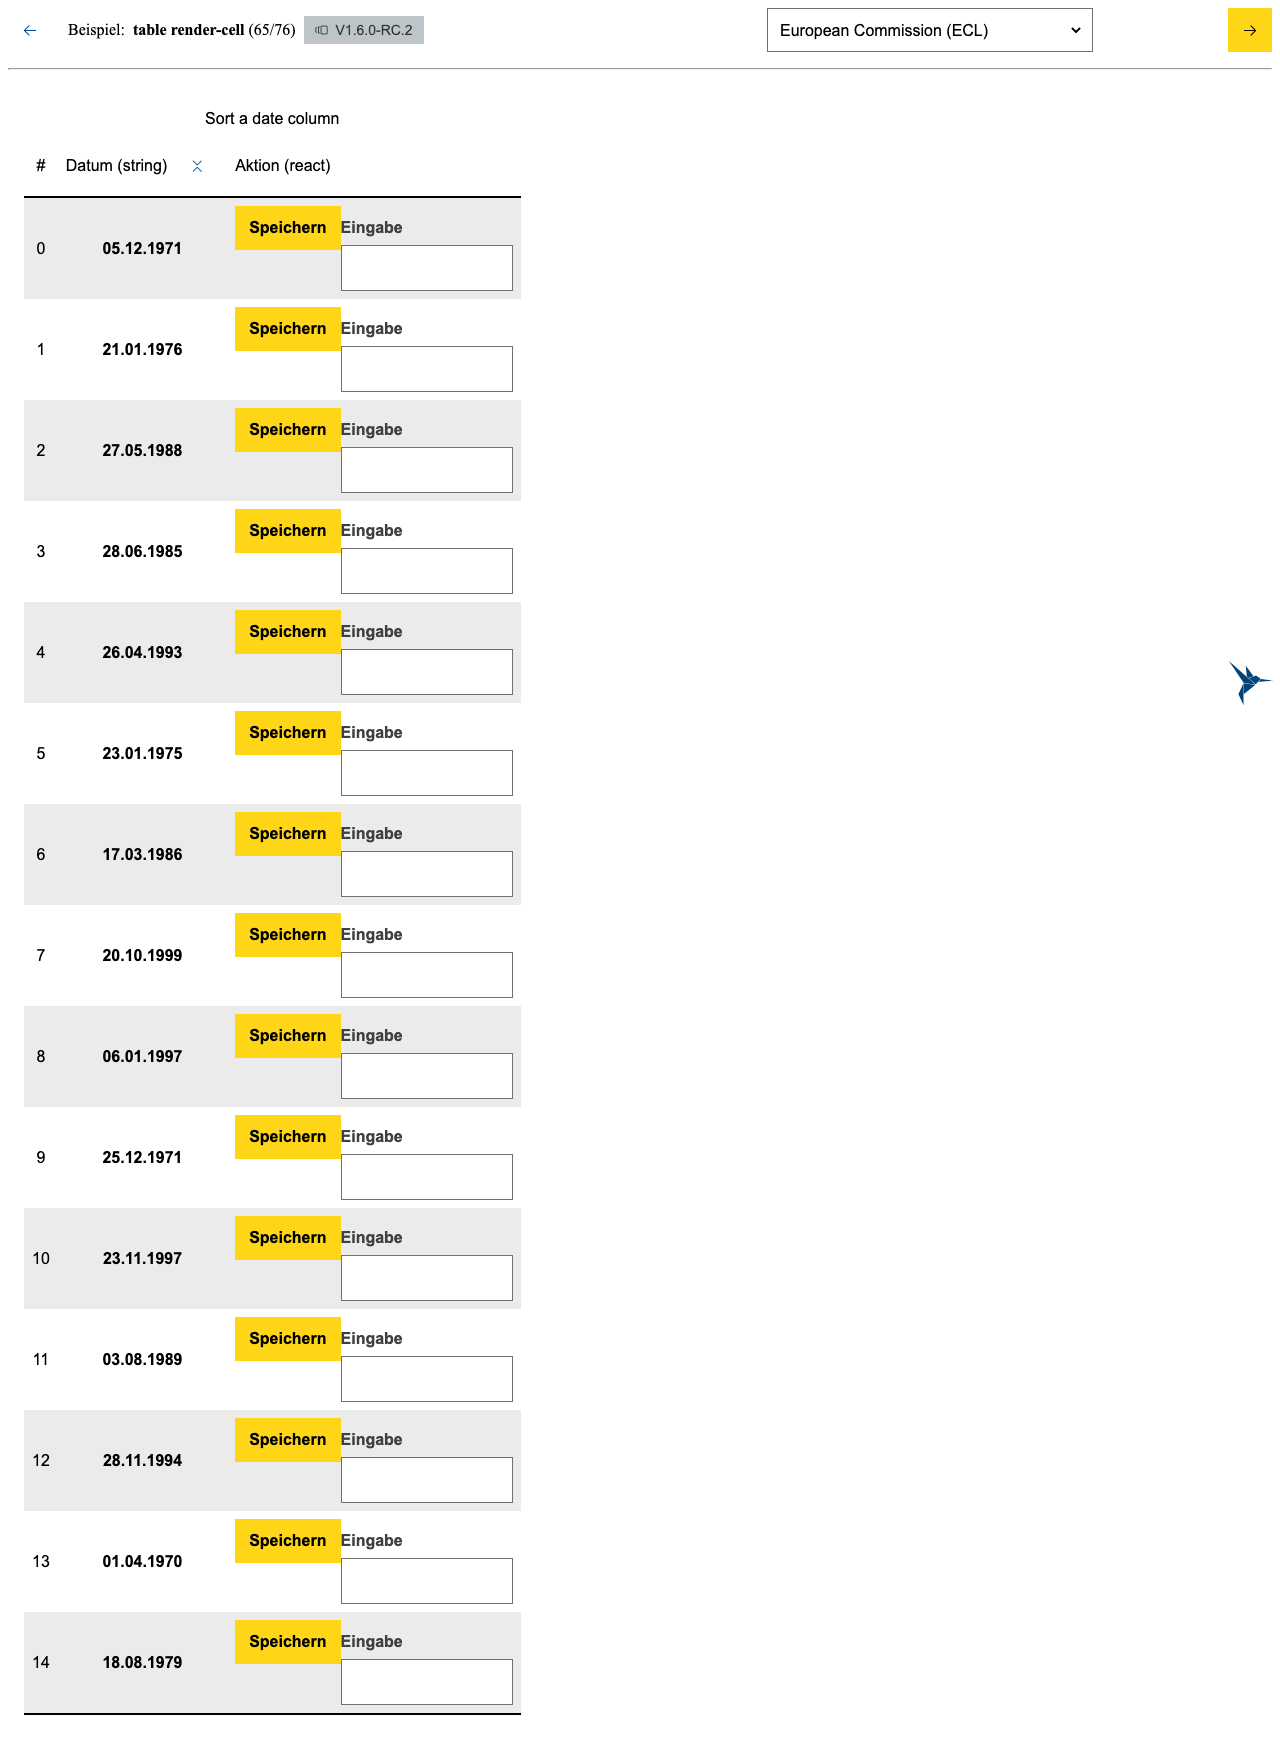 Beispiel: table render-cell (65/76) V1.6.0-RC.2 European Commission (ECL)
Sort a date column
# Datum (string) Aktion (react)
0 05.12.1971 Speichern Eingabe
1 21.01.1976 Speichern Eingabe
2 27.05.1988 Speichern Eingabe
3 28.06.1985 Speichern Eingabe
4 26.04.1993 Speichern Eingabe
5 23.01.1975 Speichern Eingabe
6 17.03.1986 Speichern Eingabe
7 20.10.1999 Speichern Eingabe
8 06.01.1997 Speichern Eingabe
9 25.12.1971 Speichern Eingabe
10 23.11.1997 Speichern Eingabe
11 03.08.1989 Speichern Eingabe
12 28.11.1994 Speichern Eingabe
13 01.04.1970 Speichern Eingabe
14 18.08.1979 Speichern Eingabe